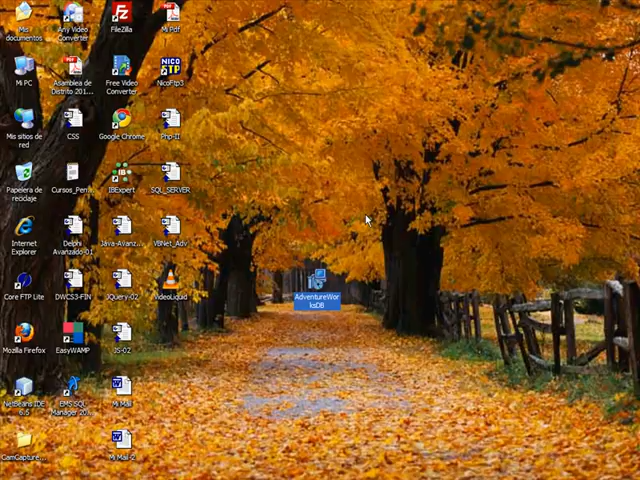 Mis
documentos
Any Video
Converter
FileZilla
Mi Pdf
Mi PC
Asamblea de
Distrito 201...
Free Video
Converter
NICO
FTP
NicoFtp3
Mis sitios de
red
CSS
Google Chrome
Php-II
Papelera de
reciclaje
Cursos_Pen...
IBExpert
SQL_SERVER
Internet
Explorer
Delphi
Avanzado-01
Java-Avanz...
VBNet_Adv
Core FTP Lite
DWCS3-FIN
JQuery-02
VideoLiquid
AdventureWor
ksDB
Mozilla Firefox
EasyWAMP
JS-02
NetBeans IDE
6.5
EMS SQL
Manager 20...
Mi Mail
CamCapture...
Mi Mail-2